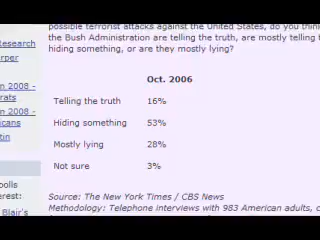 possible terrorist attacks against the United States, do you thin
the Bush Administration are telling the truth, are mostly telling t
hiding something, or are they mostly lying?
Research
rper
n 2008 -
rats
n 2008 -
icans
tin
Oct. 2006
Telling the truth 16%
Hiding something 53%
Mostly lying 28%
Not sure 3%
polls
erest:
Blair's
Source: The New York Times / CBS News
Methodology: Telephone interviews with 983 American adults, c